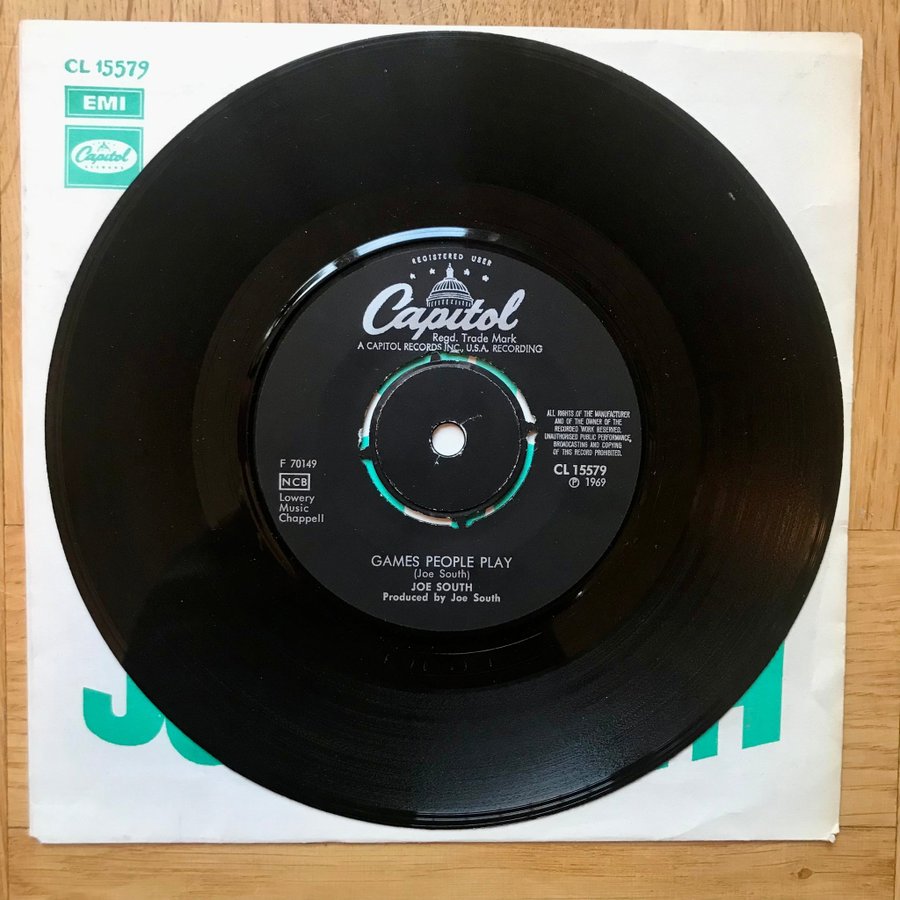 CL 15579
EMI
Capitol
REGISTERED USER
Capitol
Regd. Trade Mark
A CAPITOL RECORDS INC. U.S.A. RECORDING
ALL RIGHTS OF THE MANUFACTURER
AND OF THE OWNER OF THE
RECORDED WORK RESERVED.
UNAUTHORISED PUBLIC PERFORMANCE,
BROADCASTING AND COPYING
OF THIS RECORD PROHIBITED.
CL 15579
Ⓟ 1969
F 70149
NCB
Lowery
Music
Chappell
GAMES PEOPLE PLAY
(Joe South)
JOE SOUTH
Produced by Joe South